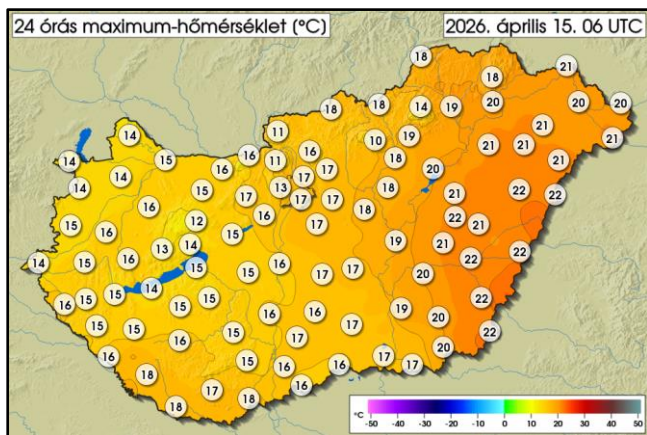 24 órás maximum-hőmérséklet (°C)
2026. április 15. 06 UTC
18
18 21
18 18 14 19 20 21 20
11 10 19 21 21
14 15 16 11 16 18 21 21 21
14 14 16 17 20
14 15 17 13 17 18 21 22 22
16 16 17 17 18 22 21
15 16 12 15 17 19 21 22
14 15 16 13 14 15 15 16 17 17 20 22
16 15 15 14 15 15 16 16 17 19 20 22
15 15 16 15 17 22
16 18 15 16 16 17 17 20
18 17 18 16
°C -50 -40 -30 -20 -10 0 10 20 30 40 50